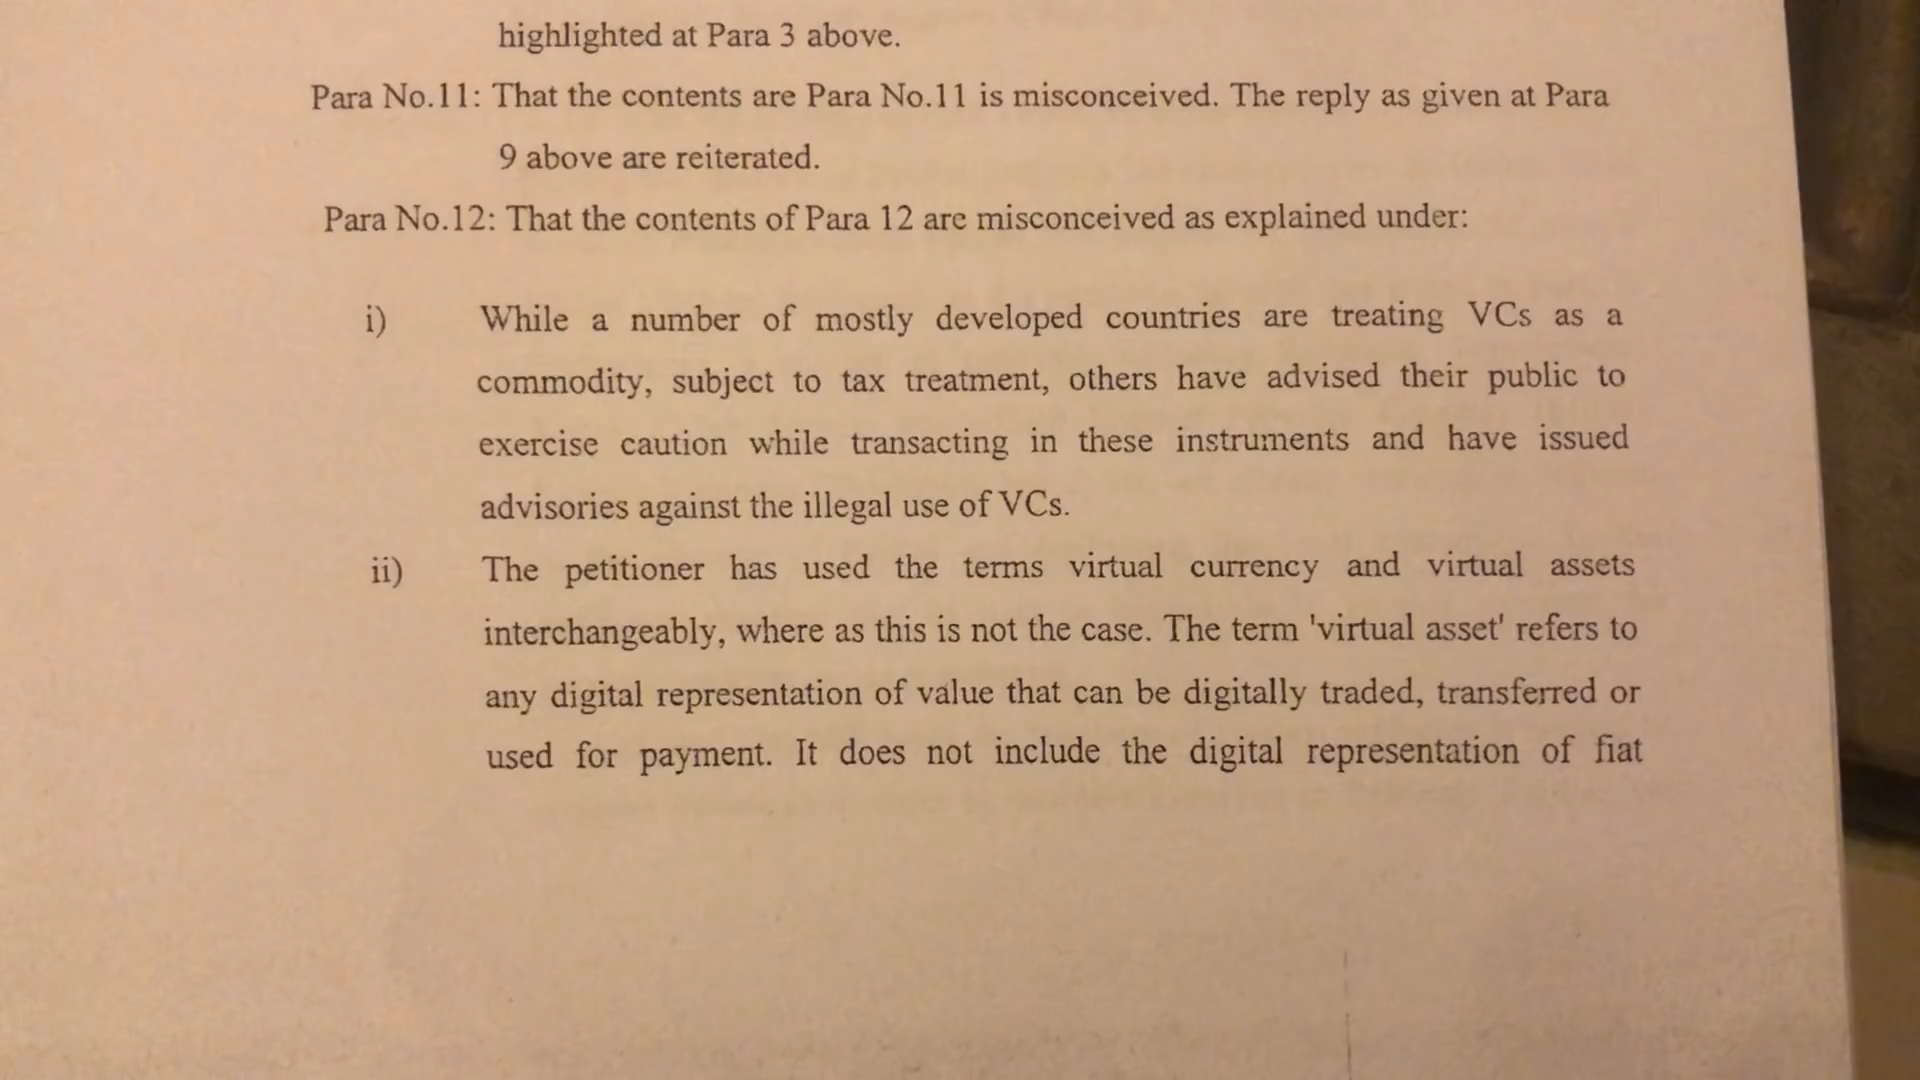 highlighted at Para 3 above.
Para No.11: That the contents are Para No.11 is misconceived. The reply as given at Para
9 above are reiterated.
Para No.12: That the contents of Para 12 are misconceived as explained under:
i) While a number of mostly developed countries are treating VCs as a
commodity, subject to tax treatment, others have advised their public to
exercise caution while transacting in these instruments and have issued
advisories against the illegal use of VCs.
ii) The petitioner has used the terms virtual currency and virtual assets
interchangeably, where as this is not the case. The term 'virtual asset' refers to
any digital representation of value that can be digitally traded, transferred or
used for payment. It does not include the digital representation of fiat